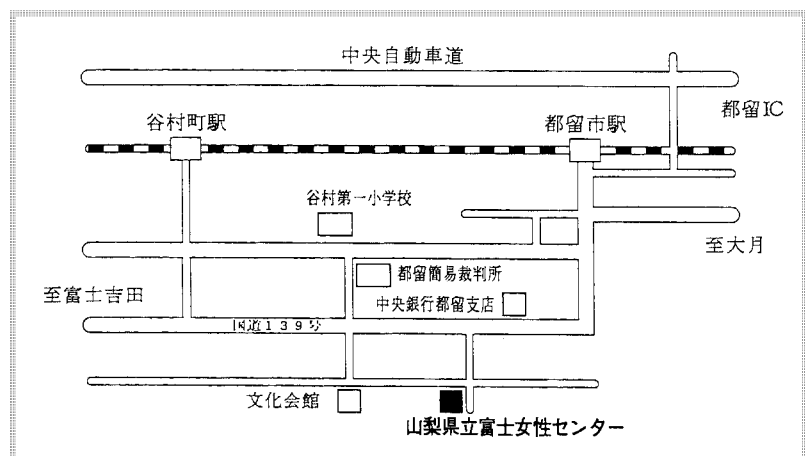 中央自動車道
都留IC
谷村町駅
都留市駅
谷村第一小学校
至大月
都留簡易裁判所
至富士吉田
中央銀行都留支店
国道139号
文化会館
山梨県立富士女性センター